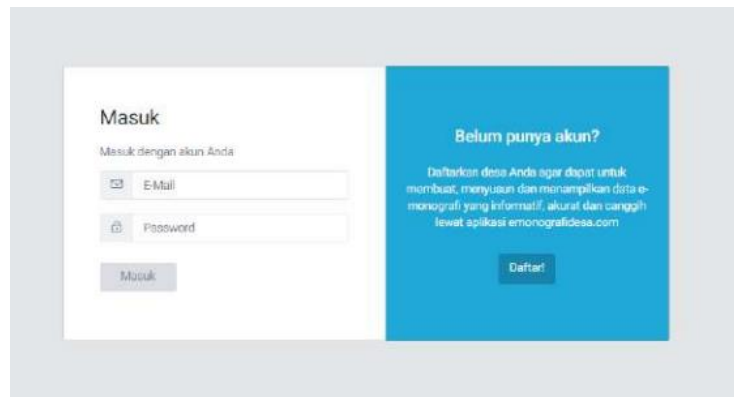 Masuk
Masuk dengan akun Anda
E-Mail
Password
Masuk
Belum punya akun?
Daftarkan desa Anda agar dapat untuk
membuat, menyusun dan menampilkan data e-
monografi yang informatif, akurat dan canggih
lewat aplikasi emonografidesa.com
Daftar!